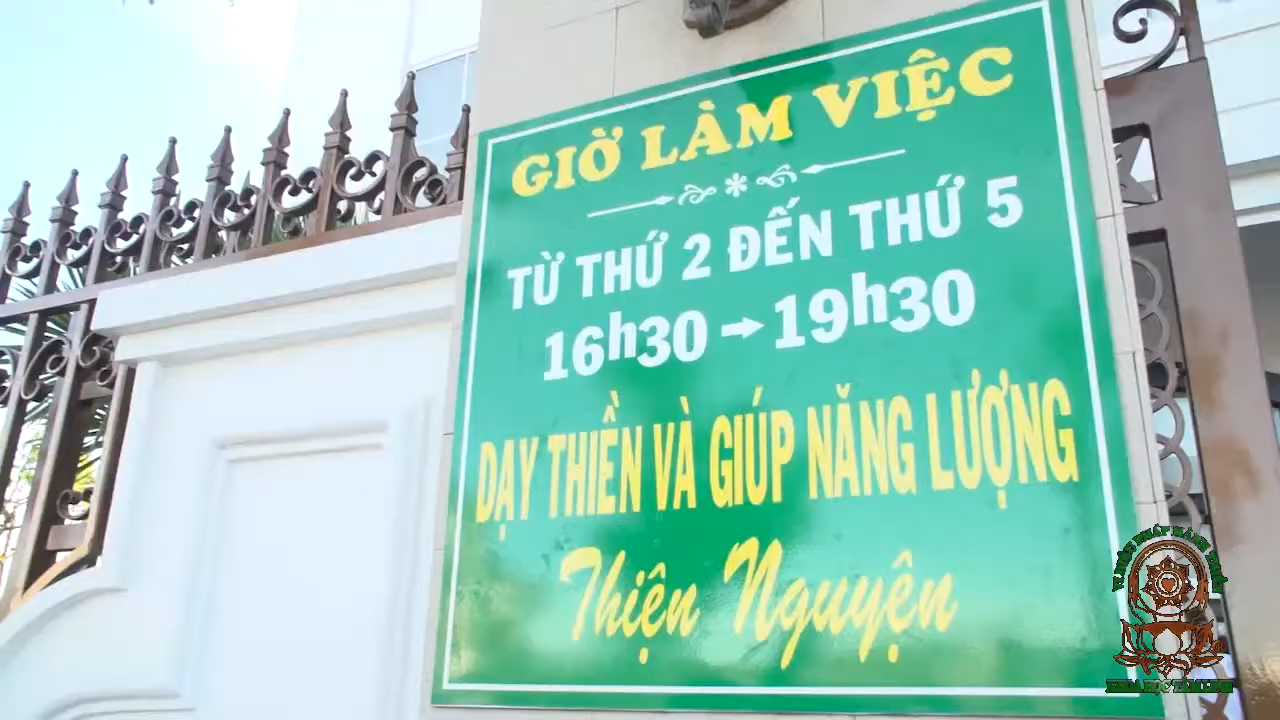 GIỜ LÀM VIỆC
TỪ THỨ 2 ĐẾN THỨ 5
16h30 → 19h30
DẠY THIỀN VÀ GIÚP NĂNG LƯỢNG
Thiện Nguyện